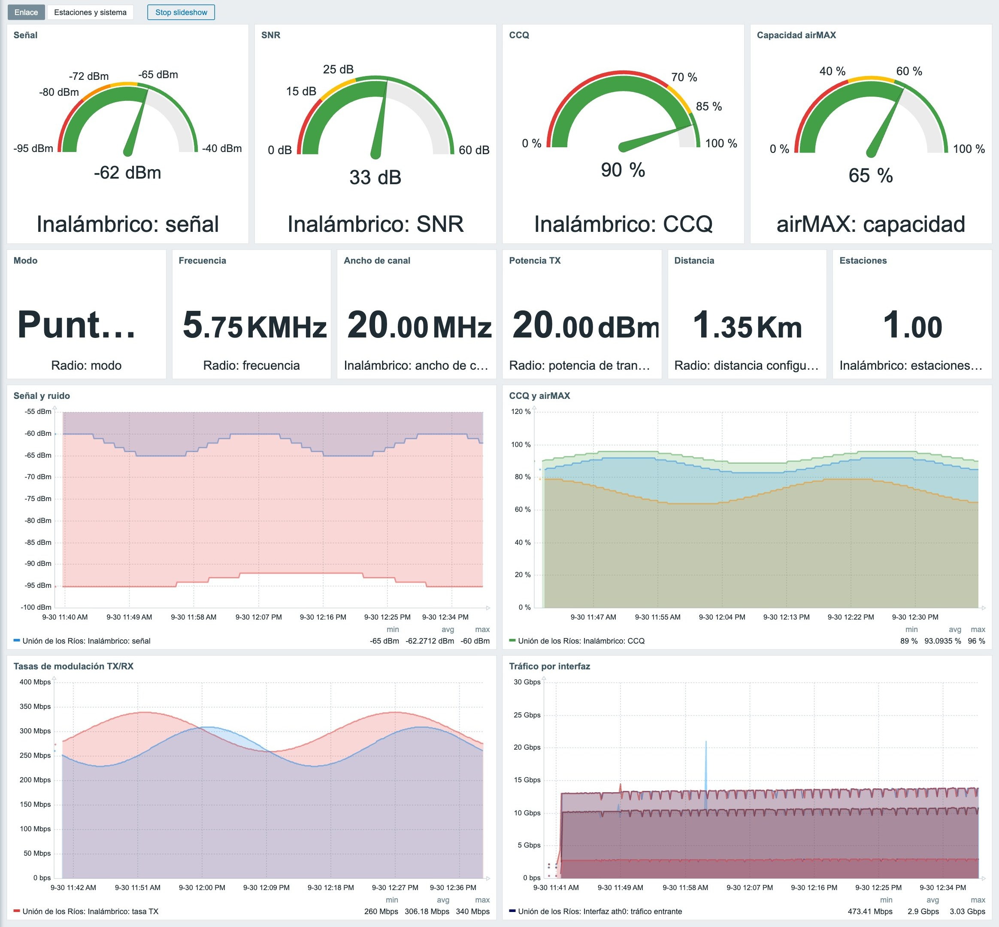 Enlace Estaciones y sistema Stop slideshow
Señal
-95 dBm -80 dBm -72 dBm -65 dBm -40 dBm
-62 dBm
Inalámbrico: señal
SNR
0 dB 15 dB 25 dB 60 dB
33 dB
Inalámbrico: SNR
CCQ
0 % 70 % 85 % 100 %
90 %
Inalámbrico: CCQ
Capacidad airMAX
0 % 40 % 60 % 100 %
65 %
airMAX: capacidad
Modo
Punt...
Radio: modo
Frecuencia
5.75 KMHz
Radio: frecuencia
Ancho de canal
20.00 MHz
Inalámbrico: ancho de c...
Potencia TX
20.00 dBm
Radio: potencia de tran...
Distancia
1.35 Km
Radio: distancia configu...
Estaciones
1.00
Inalámbrico: estaciones...
Señal y ruido
-55 dBm
-60 dBm
-65 dBm
-70 dBm
-75 dBm
-80 dBm
-85 dBm
-90 dBm
-95 dBm
-100 dBm
9-30 11:40 AM 9-30 11:49 AM 9-30 11:58 AM 9-30 12:07 PM 9-30 12:16 PM 9-30 12:25 PM 9-30 12:34 PM
min avg max
Unión de los Ríos: Inalámbrico: señal -65 dBm -62.2712 dBm -60 dBm
CCQ y airMAX
120 %
100 %
80 %
60 %
40 %
20 %
0 %
9-30 11:47 AM 9-30 11:55 AM 9-30 12:04 PM 9-30 12:13 PM 9-30 12:22 PM 9-30 12:30 PM
min avg max
Unión de los Ríos: Inalámbrico: CCQ 89 % 93.0935 % 96 %
Tasas de modulación TX/RX
400 Mbps
350 Mbps
300 Mbps
250 Mbps
200 Mbps
150 Mbps
100 Mbps
50 Mbps
0 bps
9-30 11:42 AM 9-30 11:51 AM 9-30 12:00 PM 9-30 12:09 PM 9-30 12:18 PM 9-30 12:27 PM 9-30 12:36 PM
min avg max
Unión de los Ríos: Inalámbrico: tasa TX 260 Mbps 306.18 Mbps 340 Mbps
Tráfico por interfaz
30 Gbps
25 Gbps
20 Gbps
15 Gbps
10 Gbps
5 Gbps
0 bps
9-30 11:41 AM 9-30 11:49 AM 9-30 11:58 AM 9-30 12:07 PM 9-30 12:16 PM 9-30 12:25 PM 9-30 12:34 PM
min avg max
Unión de los Ríos: Interfaz ath0: tráfico entrante 473.41 Mbps 2.9 Gbps 3.03 Gbps